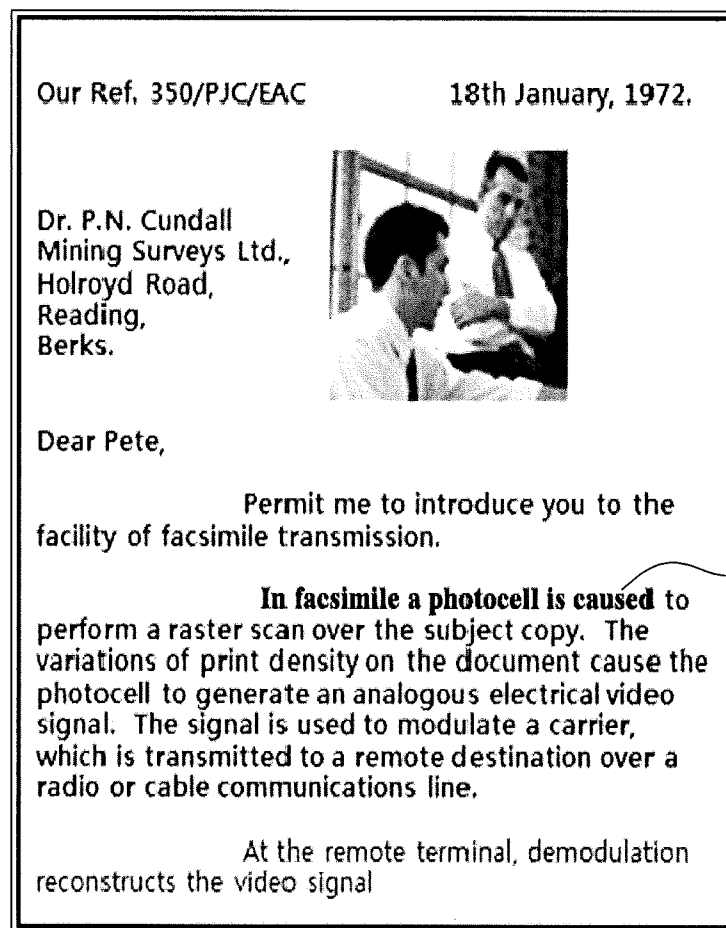 Our Ref. 350/PJC/EAC 18th January, 1972.
Dr. P.N. Cundall
Mining Surveys Ltd.,
Holroyd Road,
Reading,
Berks.
Dear Pete,
Permit me to introduce you to the
facility of facsimile transmission.
In facsimile a photocell is caused to
perform a raster scan over the subject copy. The
variations of print density on the document cause the
photocell to generate an analogous electrical video
signal. The signal is used to modulate a carrier,
which is transmitted to a remote destination over a
radio or cable communications line.
At the remote terminal, demodulation
reconstructs the video signal